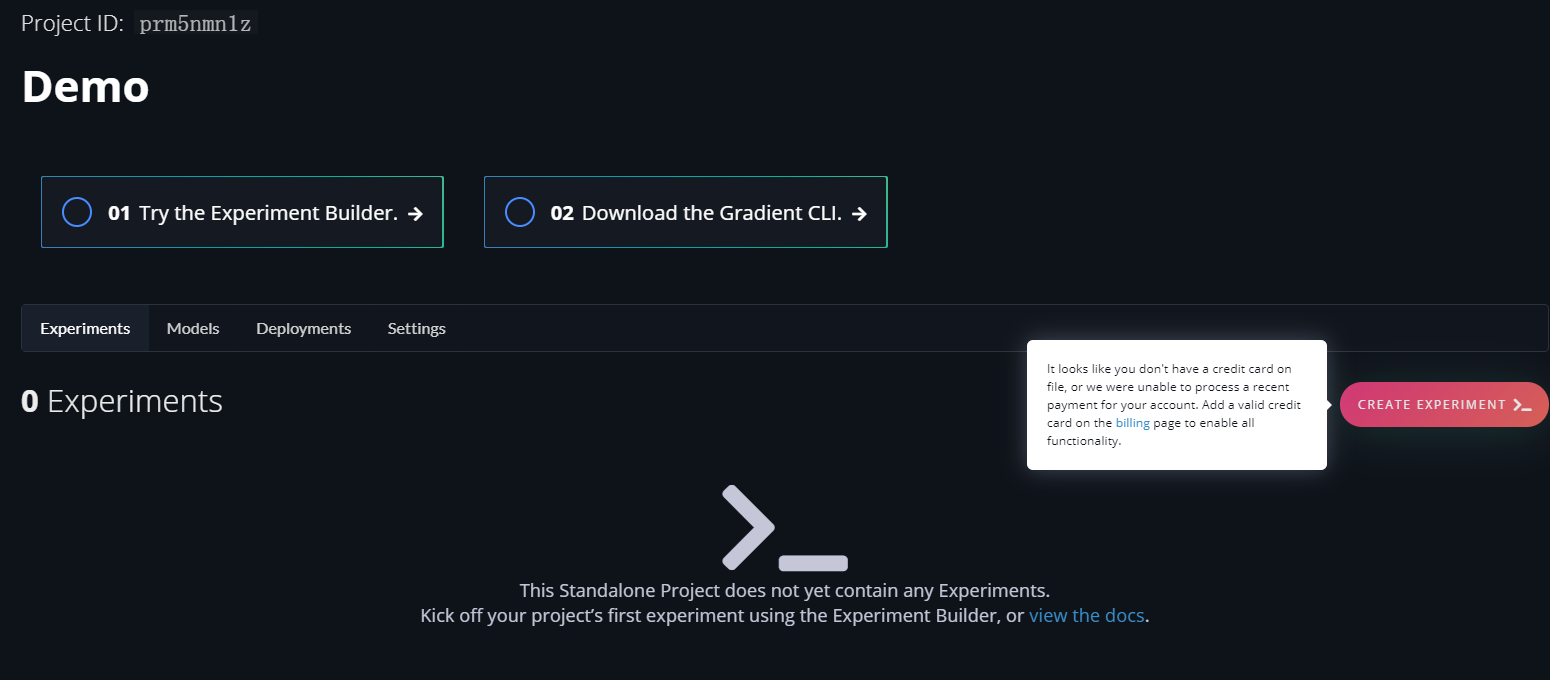 Project ID: prm5nmn1z
Demo
01 Try the Experiment Builder. →
02 Download the Gradient CLI. →
Experiments
Models
Deployments
Settings
0 Experiments
It looks like you don't have a credit card on
file, or we were unable to process a recent
payment for your account. Add a valid credit
card on the billing page to enable all
functionality.
CREATE EXPERIMENT
This Standalone Project does not yet contain any Experiments.
Kick off your project’s first experiment using the Experiment Builder, or view the docs.